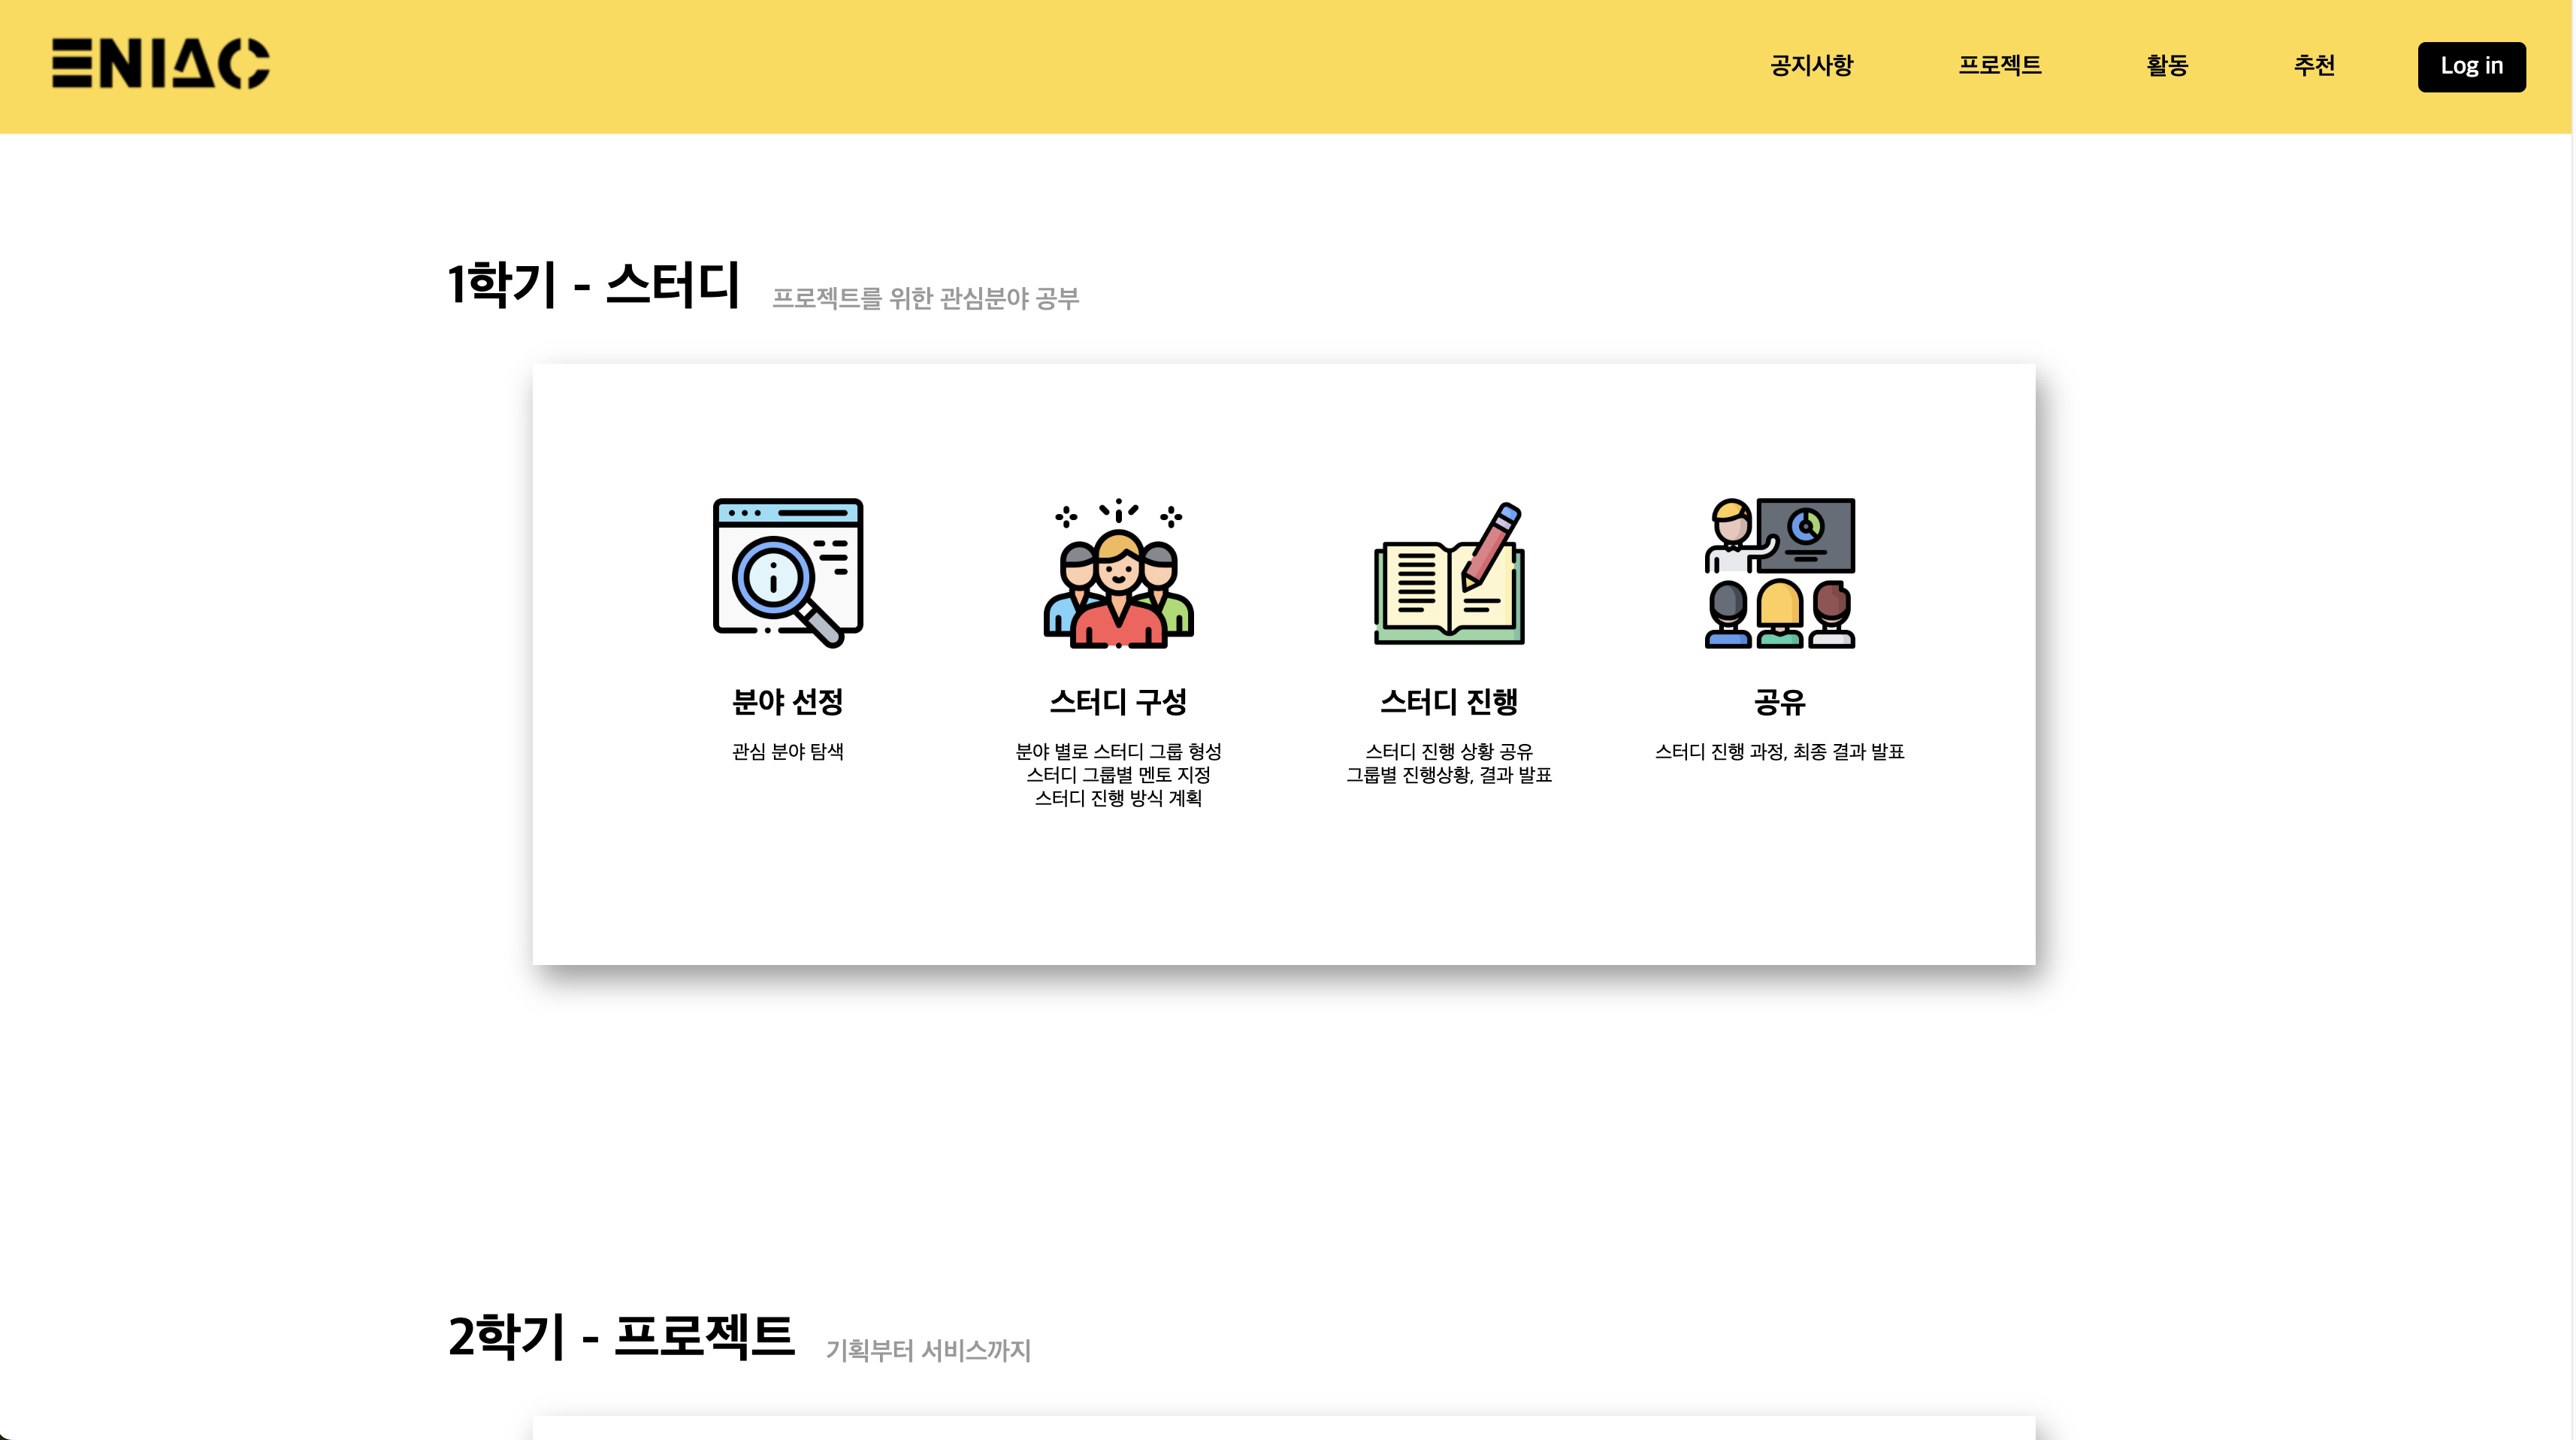 ENIAC
공지사항
프로젝트
활동
추천
Log in
1학기 - 스터디
프로젝트를 위한 관심분야 공부
분야 선정
관심 분야 탐색
스터디 구성
분야 별로 스터디 그룹 형성
스터디 그룹별 멘토 지정
스터디 진행 방식 계획
스터디 진행
스터디 진행 상황 공유
그룹별 진행상황, 결과 발표
공유
스터디 진행 과정, 최종 결과 발표
2학기 - 프로젝트
기획부터 서비스까지